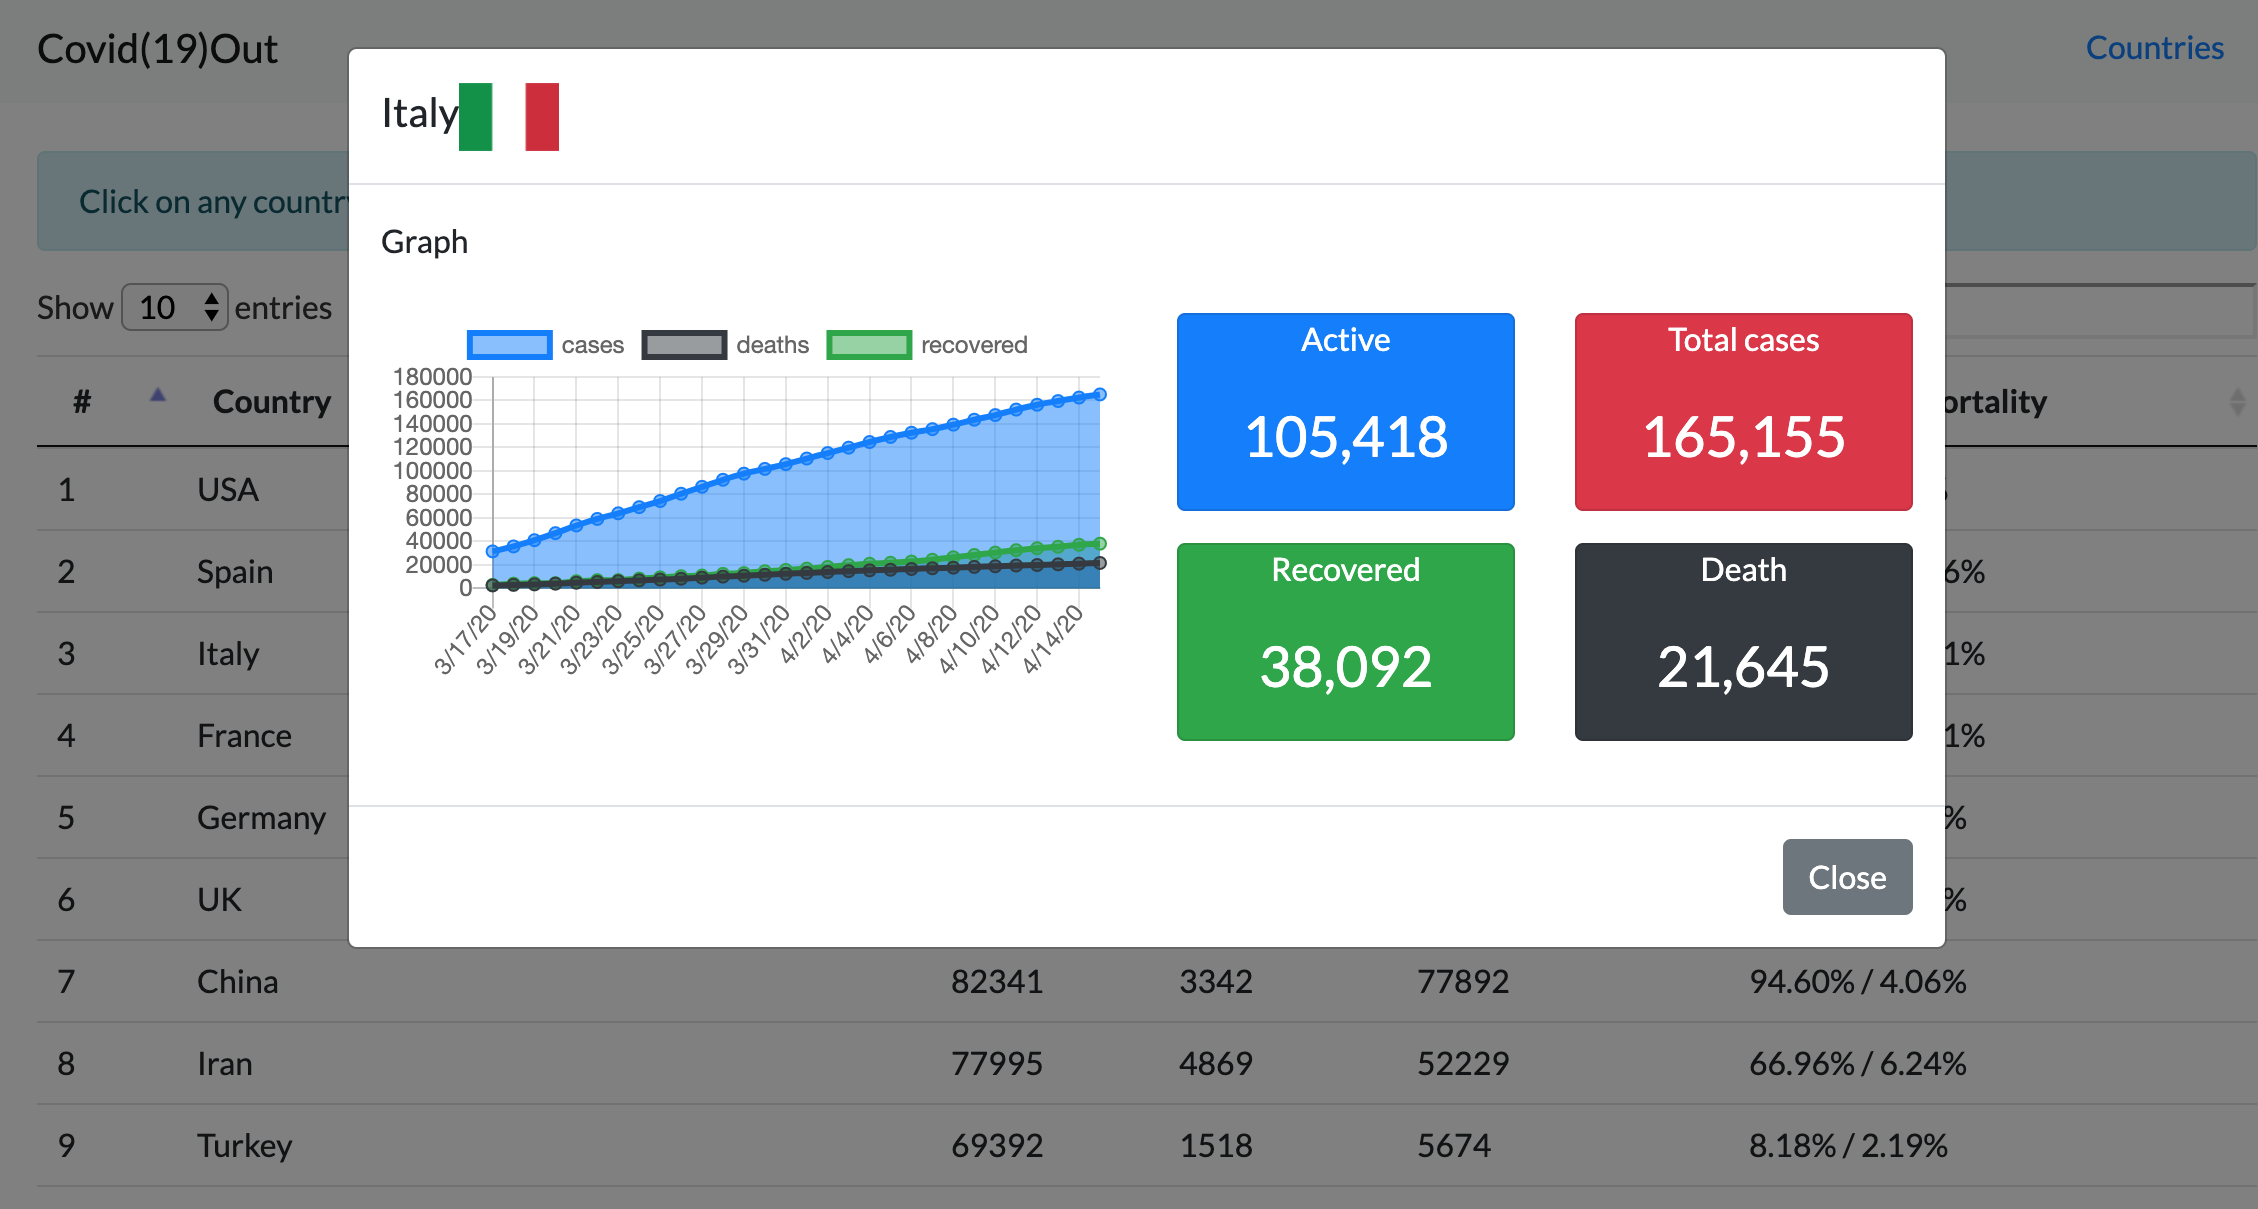 Covid(19)Out
Countries
Italy
Click on any country
Graph
Show 10 entries
cases deaths recovered
180000
160000
140000
120000
100000
80000
60000
40000
20000
0
3/17/20 3/19/20 3/21/20 3/23/20 3/25/20 3/27/20 3/29/20 3/31/20 4/2/20 4/4/20 4/6/20 4/8/20 4/10/20 4/12/20 4/14/20
Active
105,418
Total cases
165,155
Recovered
38,092
Death
21,645
Close
# Country ortality
1 USA
2 Spain 6%
3 Italy 1%
4 France 1%
5 Germany %
6 UK %
7 China 82341 3342 77892 94.60% / 4.06%
8 Iran 77995 4869 52229 66.96% / 6.24%
9 Turkey 69392 1518 5674 8.18% / 2.19%